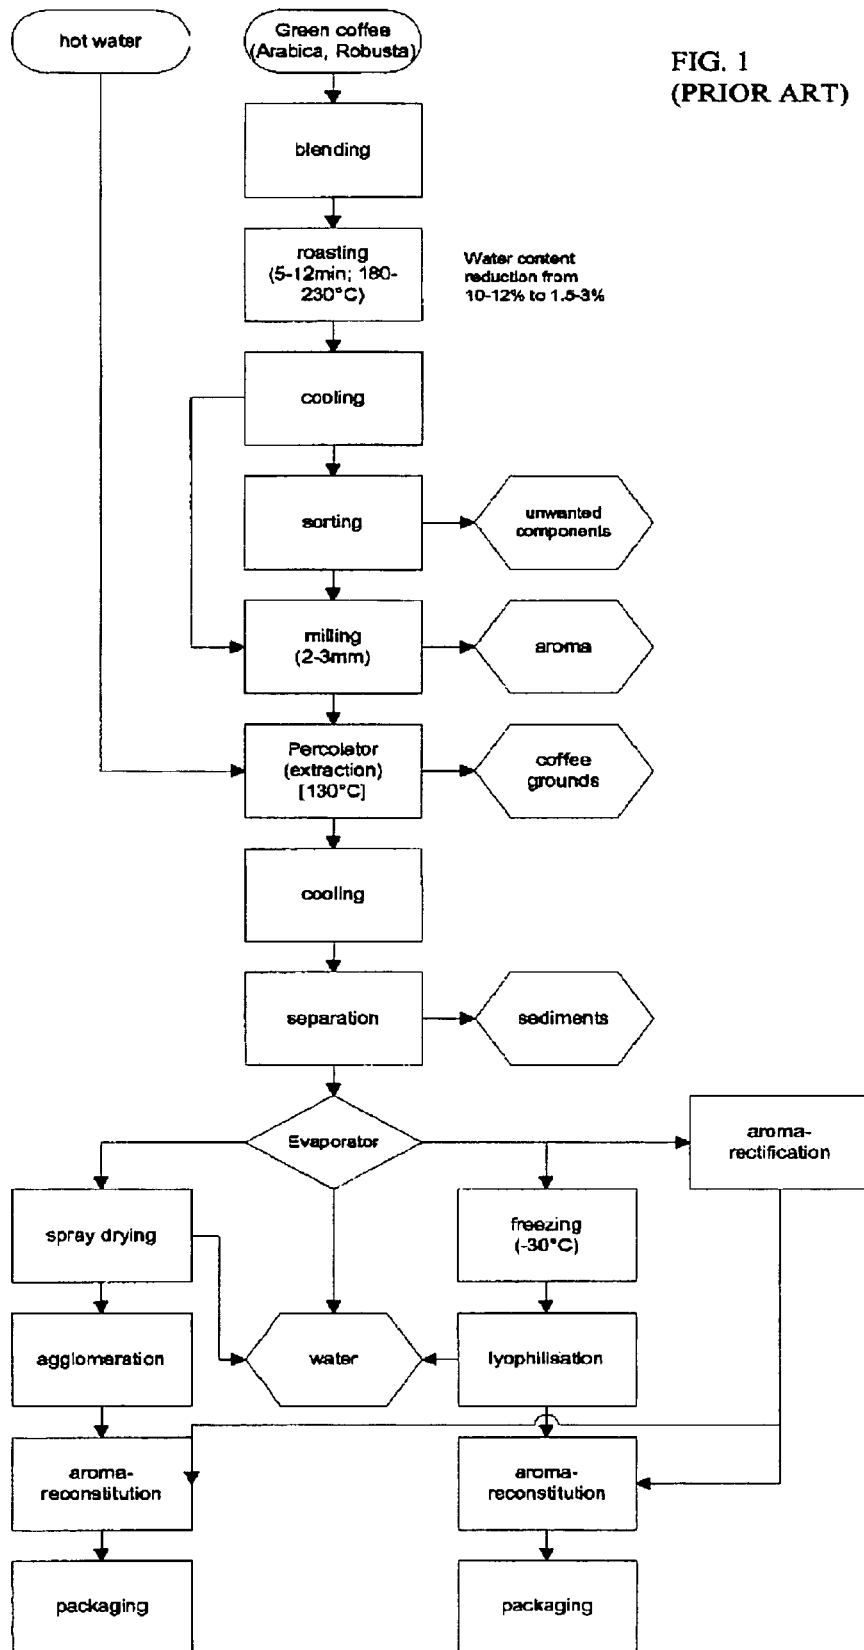 hot water
Green coffee
(Arabica, Robusta)
FIG. 1
(PRIOR ART)
blending
roasting
(5-12min; 180-
230°C)
Water content
reduction from
10-12% to 1.5-3%
cooling
sorting
unwanted
components
milling
(2-3mm)
aroma
Percolator
(extraction)
[130°C]
coffee
grounds
cooling
separation
sediments
Evaporator
aroma-
rectification
spray drying
freezing
(-30°C)
agglomeration
water
lyophilisation
aroma-
reconstitution
aroma-
reconstitution
packaging
packaging